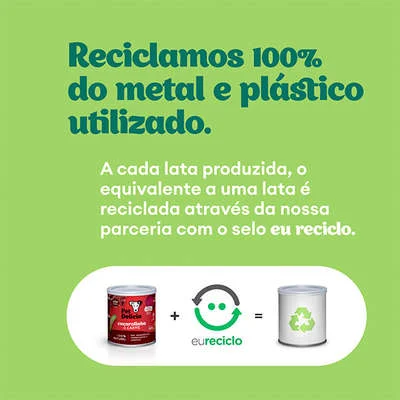 Reciclamos 100%
do metal e plástico
utilizado.
A cada lata produzida, o
equivalente a uma lata é
reciclada através da nossa
parceria com o selo eu reciclo.
Pet
Delícia
+
eureciclo
=